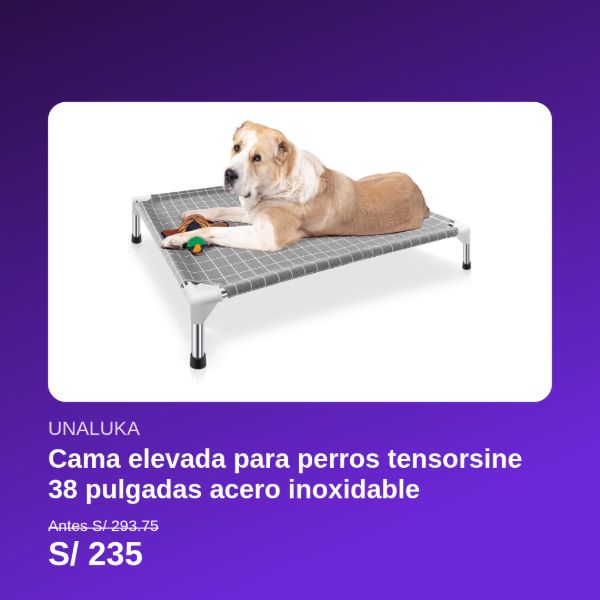 UNALUKA
Cama elevada para perros tensorsine
38 pulgadas acero inoxidable
Antes S/ 293.75
S/ 235